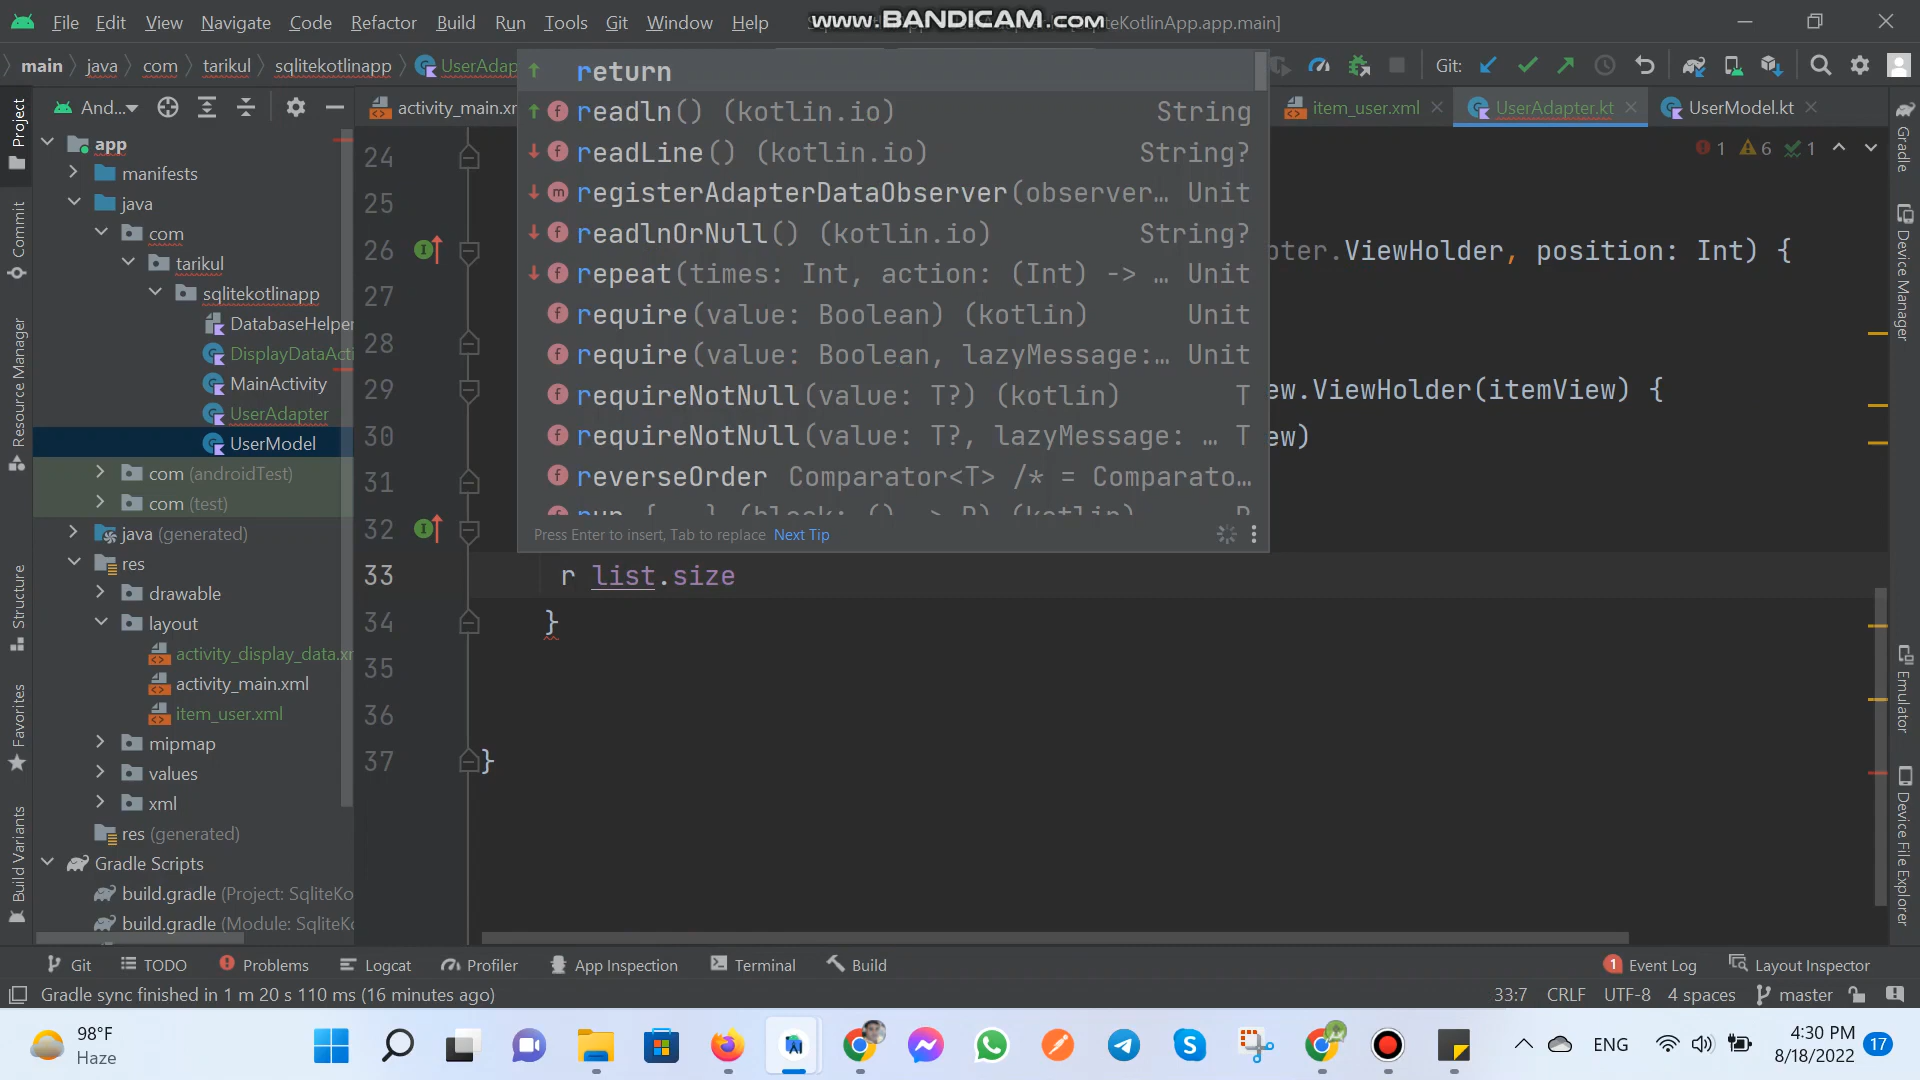 File Edit View Navigate Code Refactor Build Run Tools Git Window Help www.BANDICAM.com [sqliteKotlinApp.app.main]
main java com tarikul sqlitekotlinapp UserAdap Git:
And... activity_main.xm item_user.xml UserAdapter.kt UserModel.kt
return
readln() (kotlin.io) String
readLine() (kotlin.io) String?
registerAdapterDataObserver(observer… Unit
readlnOrNull() (kotlin.io) String?
repeat(times: Int, action: (Int) -> … Unit
require(value: Boolean) (kotlin) Unit
require(value: Boolean, lazyMessage:… Unit
requireNotNull(value: T?) (kotlin) T
requireNotNull(value: T?, lazyMessage: … T
reverseOrder Comparator<T> /* = Comparato…
Press Enter to insert, Tab to replace Next Tip
1 6 1
24
25
26 pter.ViewHolder, position: Int) {
27
28
29 ew.ViewHolder(itemView) {
30 ew)
31
32
33 r list.size
34 }
35
36
37 }
app
manifests
java
com
tarikul
sqlitekotlinapp
DatabaseHelper
DisplayDataActi
MainActivity
UserAdapter
UserModel
com (androidTest)
com (test)
java (generated)
res
drawable
layout
activity_display_data.xm
activity_main.xml
item_user.xml
mipmap
values
xml
res (generated)
Gradle Scripts
build.gradle (Project: SqliteKo
build.gradle (Module: SqliteKo
Project
Commit
Resource Manager
Structure
Favorites
Build Variants
Gradle
Device Manager
Emulator
Device File Explorer
Git TODO Problems Logcat Profiler App Inspection Terminal Build 1 Event Log Layout Inspector
Gradle sync finished in 1 m 20 s 110 ms (16 minutes ago) 33:7 CRLF UTF-8 4 spaces master
98°F
Haze
ENG
4:30 PM
8/18/2022
17